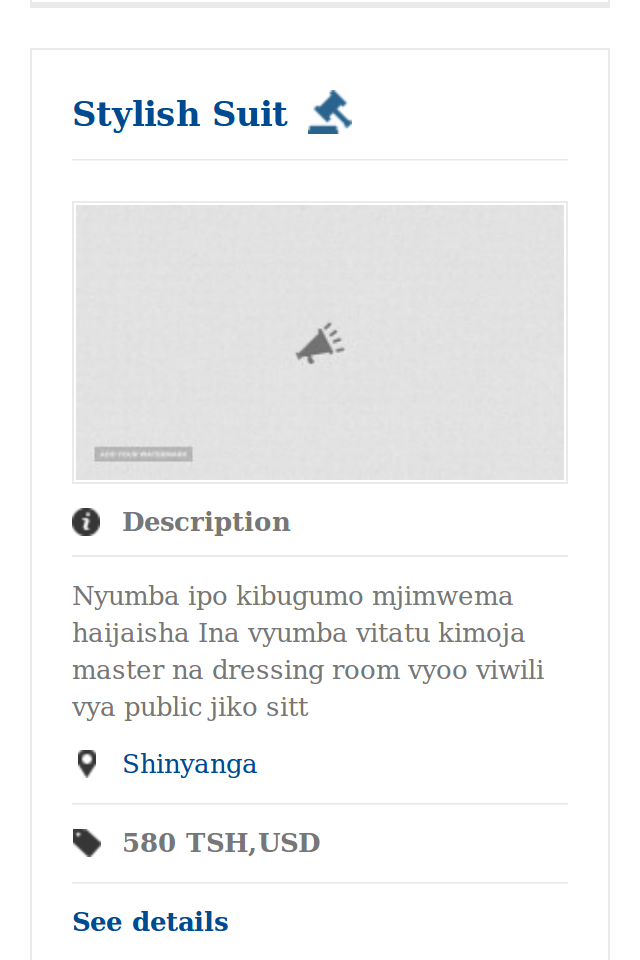 Stylish Suit
ADD YOUR WATERMARK
Description
Nyumba ipo kibugumo mjimwema
haijaisha Ina vyumba vitatu kimoja
master na dressing room vyoo viwili
vya public jiko sitt
Shinyanga
580 TSH,USD
See details